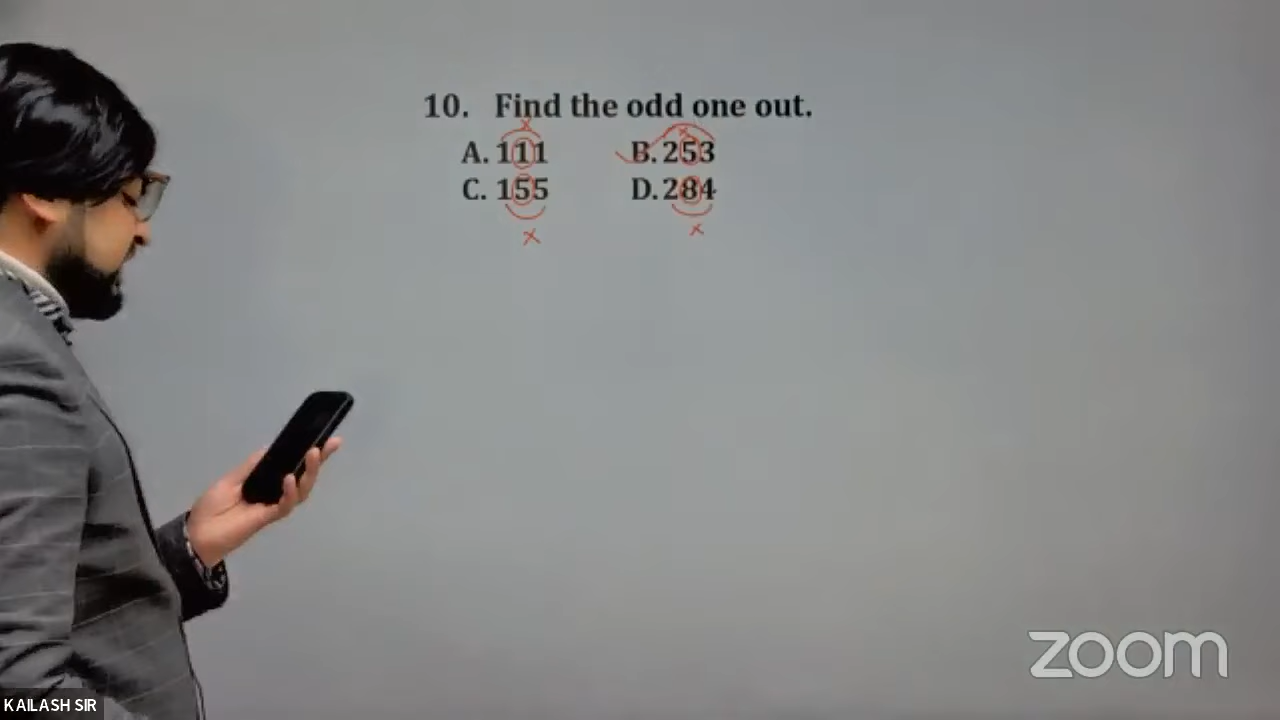 10. Find the odd one out.
A. 111 B. 253
C. 155 D. 284
zoom
KAILASH SIR